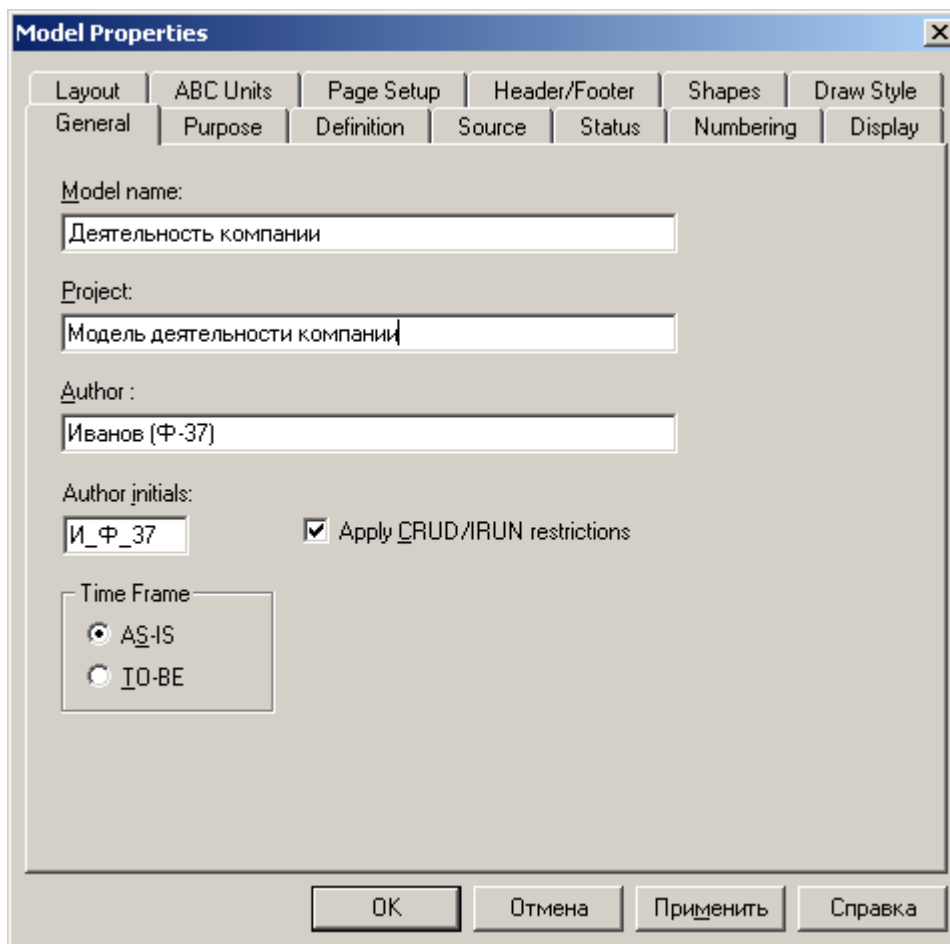 Model Properties
Layout ABC Units Page Setup Header/Footer Shapes Draw Style
General Purpose Definition Source Status Numbering Display
Model name:
Деятельность компании
Project:
Модель деятельности компании
Author :
Иванов (Ф-37)
Author initials:
И_Ф_37 Apply CRUD/IRUN restrictions
Time Frame
AS-IS
TO-BE
OK Отмена Применить Справка